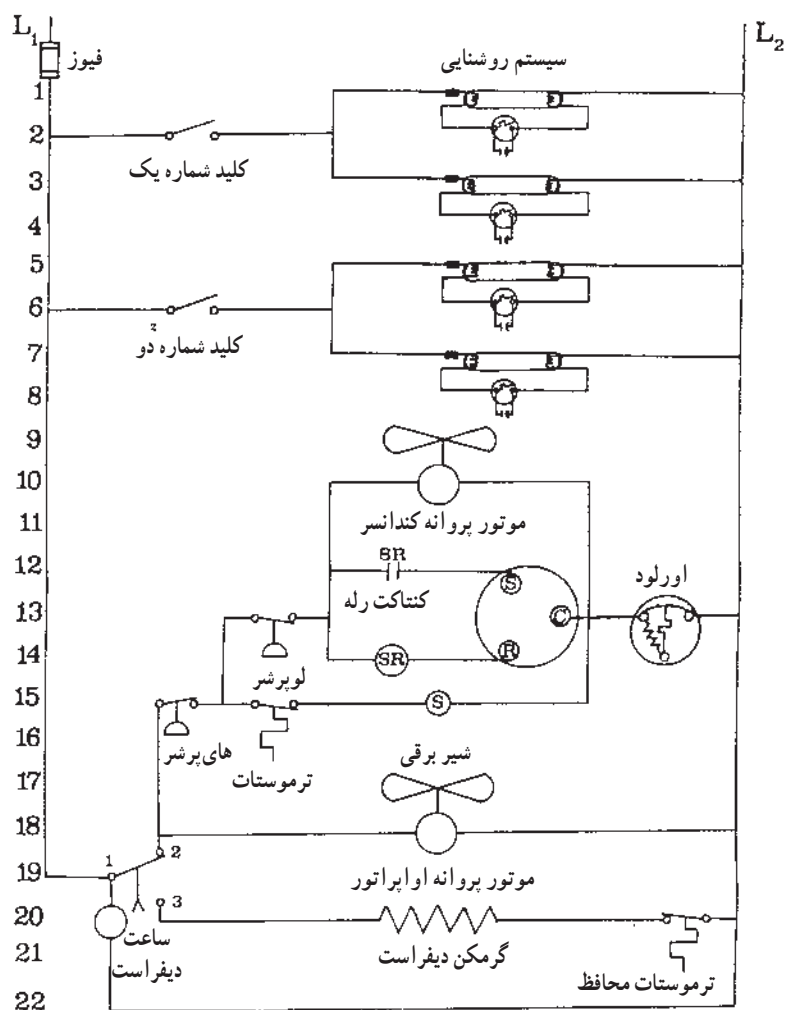 L1
L2
فیوز
سیستم روشنایی
1
2
کلید شماره یک
3
4
5
6
2
کلید شماره دو
7
8
9
10
موتور پروانه کندانسر
11
12
SR
S
کنتاکت رله
اورلود
13
C
14
SR
R
لوپرشر
15
S
های‌پرشر
16
ترموستات
شیر برقی
17
18
2
19
1
موتور پروانه اواپراتور
3
20
ساعت
دیفراست
گرمکن دیفراست
21
ترموستات محافظ
22